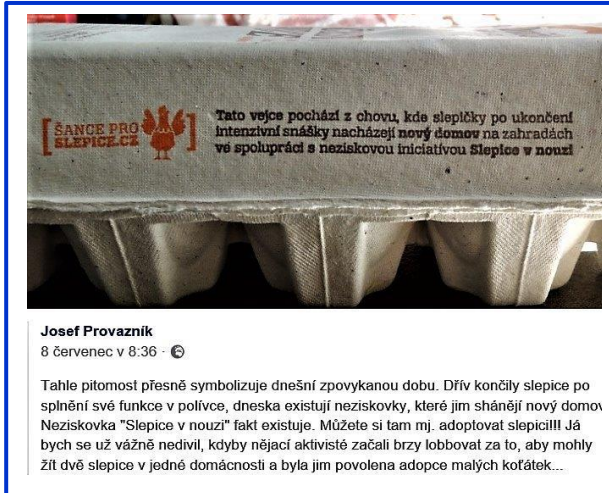 ŠANCE PRO
SLEPICE.CZ
Tato vejce pochází z chovu, kde slepičky po ukončení
intenzivní snášky nacházejí nový domov na zahradách
ve spolupráci s neziskovou iniciativou Slepice v nouzi
Josef Provazník
8 červenec v 8:36 ·
Tahle pitomost přesně symbolizuje dnešní zpovykanou dobu. Dřív končily slepice po
splnění své funkce v polívce, dneska existují neziskovky, které jim shánějí nový domov
Neziskovka "Slepice v nouzi" fakt existuje. Můžete si tam mj. adoptovat slepici!!! Já
bych se už vážně nedivil, kdyby nějací aktivisté začali brzy lobbovat za to, aby mohly
žít dvě slepice v jedné domácnosti a byla jim povolena adopce malých koťátek...